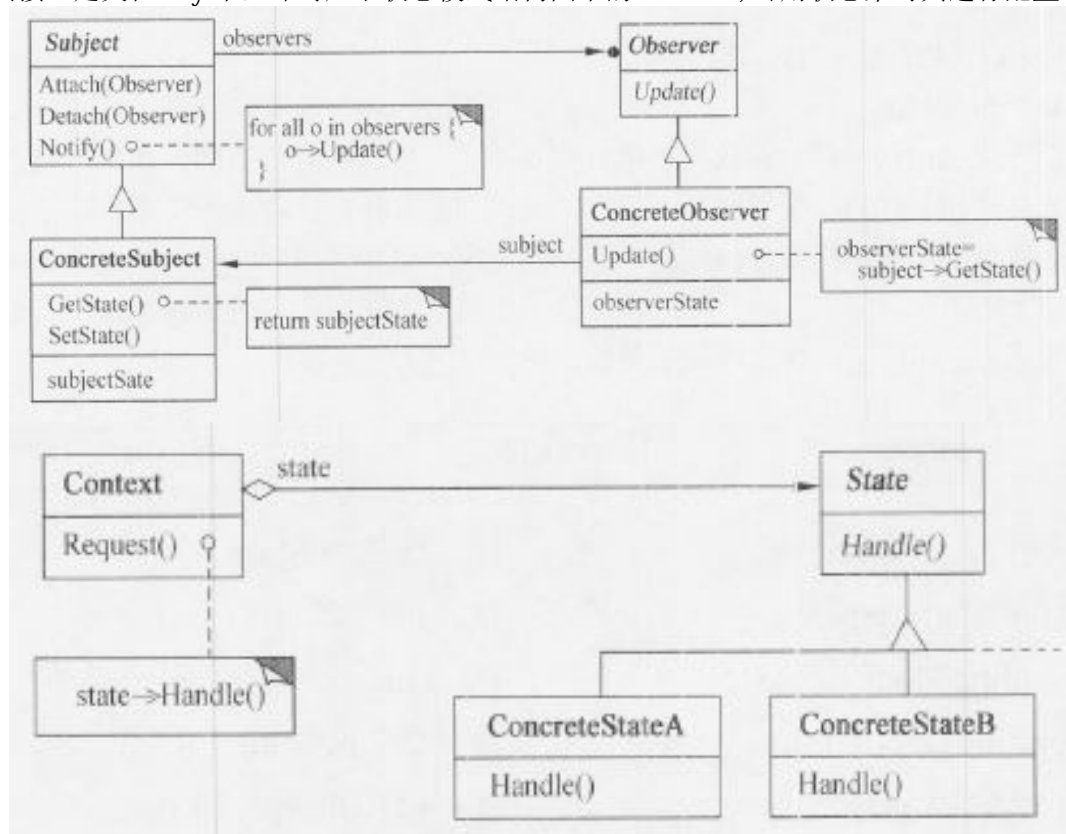 Subject
observers
Observer
Attach(Observer)
Detach(Observer)
Notify()
Update()
for all o in observers {
o->Update()
}
ConcreteSubject
subject
ConcreteObserver
Update()
observerState=
subject->GetState()
GetState()
SetState()
return subjectState
observerState
subjectSate
Context
state
State
Request()
Handle()
state->Handle()
ConcreteStateA
ConcreteStateB
Handle()
Handle()